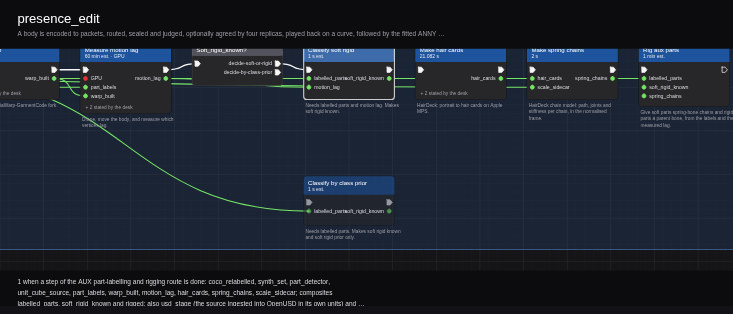 presence_edit
A body is encoded to packets, routed, sealed and judged, optionally agreed by four replicas, played back on a curve, followed by the fitted ANNY …
Measure motion lag
60 min est. · GPU
Soft_rigid_known?
Classify soft rigid
1 s est.
Make hair cards
21.082 s
Make spring chains
2 s
Rig aux parts
1 min est.
decide-soft-or-rigid
decide-by-class-prior
warp_built
GPU
motion_lag
part_labels
warp_built
+ 2 stated by the desk
labelled_parts
soft_rigid_known
motion_lag
hair_cards
+ 2 stated by the desk
hair_cards
spring_chains
scale_sidecar
labelled_parts
soft_rigid_known
spring_chains
by the desk
move the body, and measure which
Needs labelled parts and motion lag. Makes
soft rigid known.
HairDeck: portrait to hair cards on Apple
MPS.
HairDeck chain model: path, joints and
stiffness per chain, in the normalised
frame.
Give soft parts spring-bone chains and rigid
parts a parent bone, from the labels and the
measured lag.
Classify by class prior
1 s est.
labelled_parts
soft_rigid_known
Needs labelled parts. Makes soft rigid known
and soft rigid prior only.
1 when a step of the AUX part-labelling and rigging route is done: coco_relabelled, synth_set, part_detector,
unit_cube_source, part_labels, warp_built, motion_lag, hair_cards, spring_chains, scale_sidecar; composites
labelled_parts, soft_rigid_known and rigged; also usd_stage (the source ingested into OpenUSD in its own units) and …